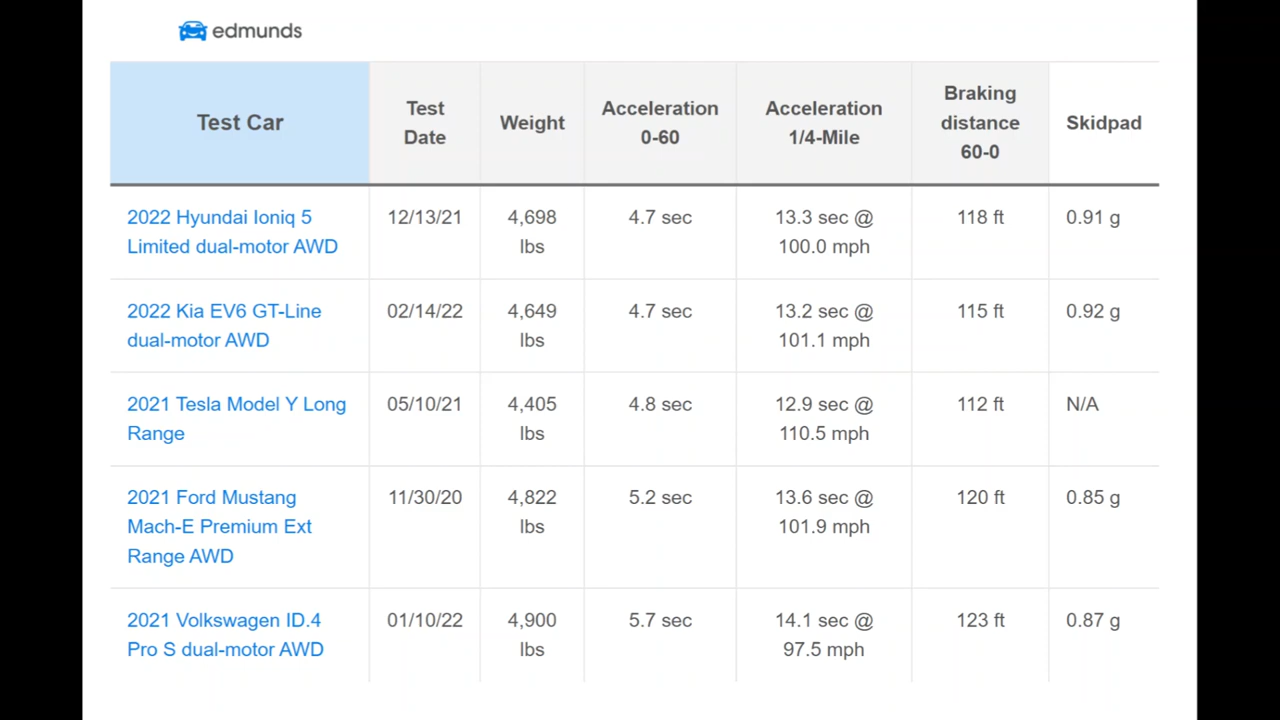 edmunds
Test Car
Test
Date
Weight
Acceleration
0-60
Acceleration
1/4-Mile
Braking
distance
60-0
Skidpad
2022 Hyundai Ioniq 5
Limited dual-motor AWD
12/13/21
4,698
lbs
4.7 sec
13.3 sec @
100.0 mph
118 ft
0.91 g
2022 Kia EV6 GT-Line
dual-motor AWD
02/14/22
4,649
lbs
4.7 sec
13.2 sec @
101.1 mph
115 ft
0.92 g
2021 Tesla Model Y Long
Range
05/10/21
4,405
lbs
4.8 sec
12.9 sec @
110.5 mph
112 ft
N/A
2021 Ford Mustang
Mach-E Premium Ext
Range AWD
11/30/20
4,822
lbs
5.2 sec
13.6 sec @
101.9 mph
120 ft
0.85 g
2021 Volkswagen ID.4
Pro S dual-motor AWD
01/10/22
4,900
lbs
5.7 sec
14.1 sec @
97.5 mph
123 ft
0.87 g